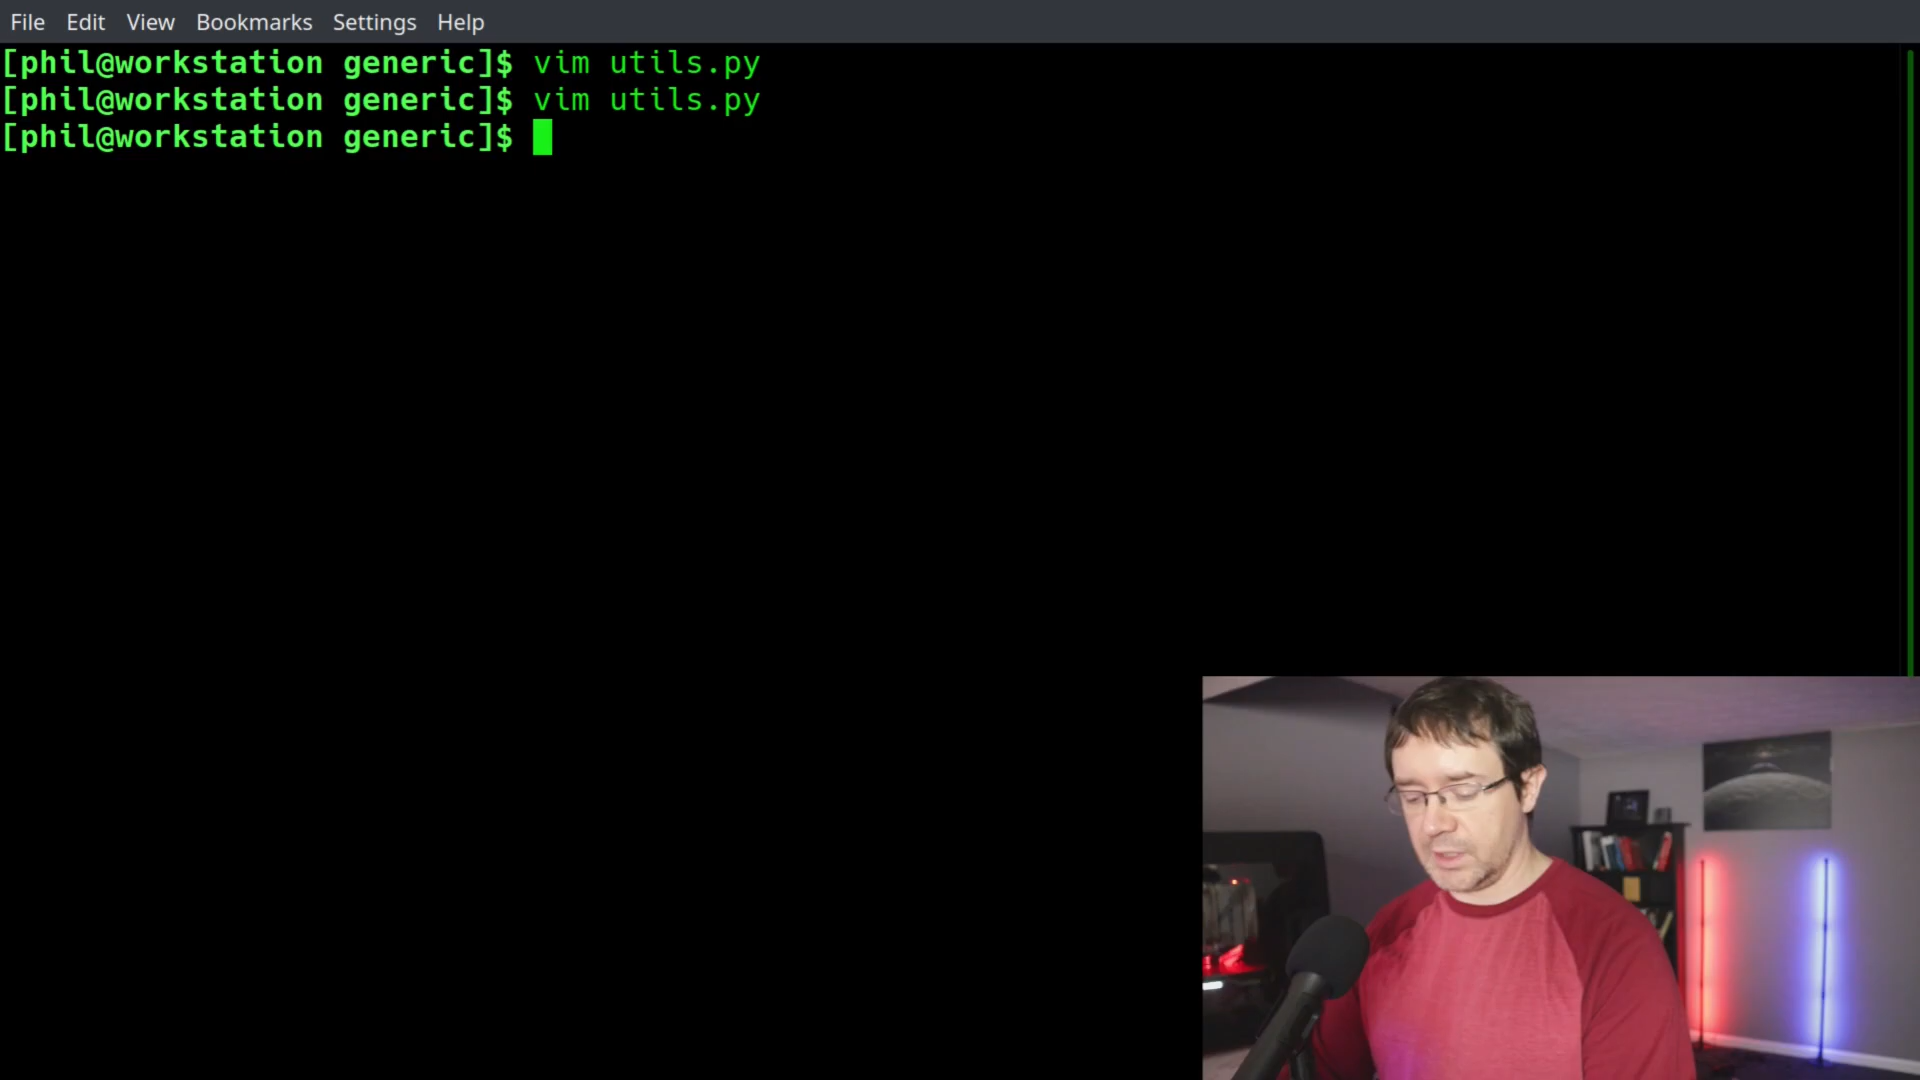 File Edit View Bookmarks Settings Help
[phil@workstation generic]$ vim utils.py
[phil@workstation generic]$ vim utils.py
[phil@workstation generic]$